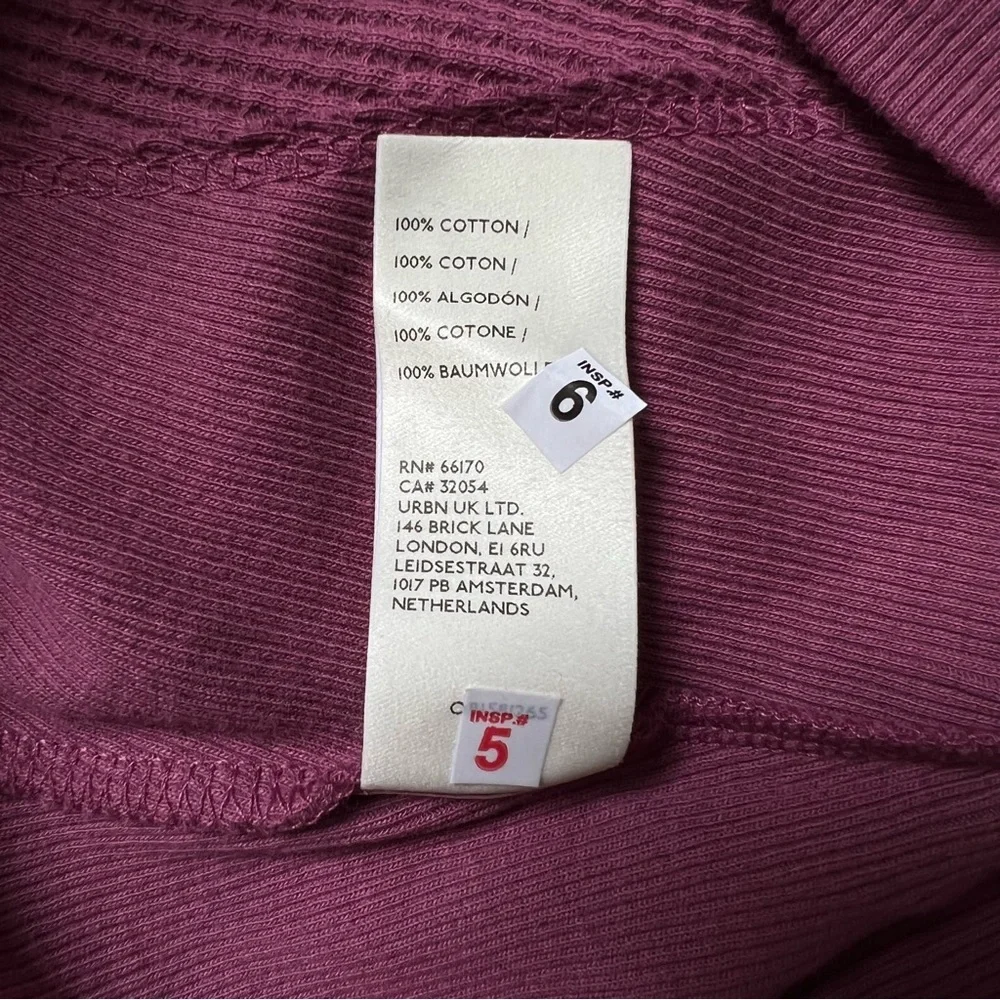 100% COTTON /
100% COTON /
100% ALGODÓN /
100% COTONE /
100% BAUMWOLLE
INSP.#
6
RN# 66170
CA# 32054
URBN UK LTD.
146 BRICK LANE
LONDON, E1 6RU
LEIDSESTRAAT 32,
1017 PB AMSTERDAM,
NETHERLANDS
INSP.#
5